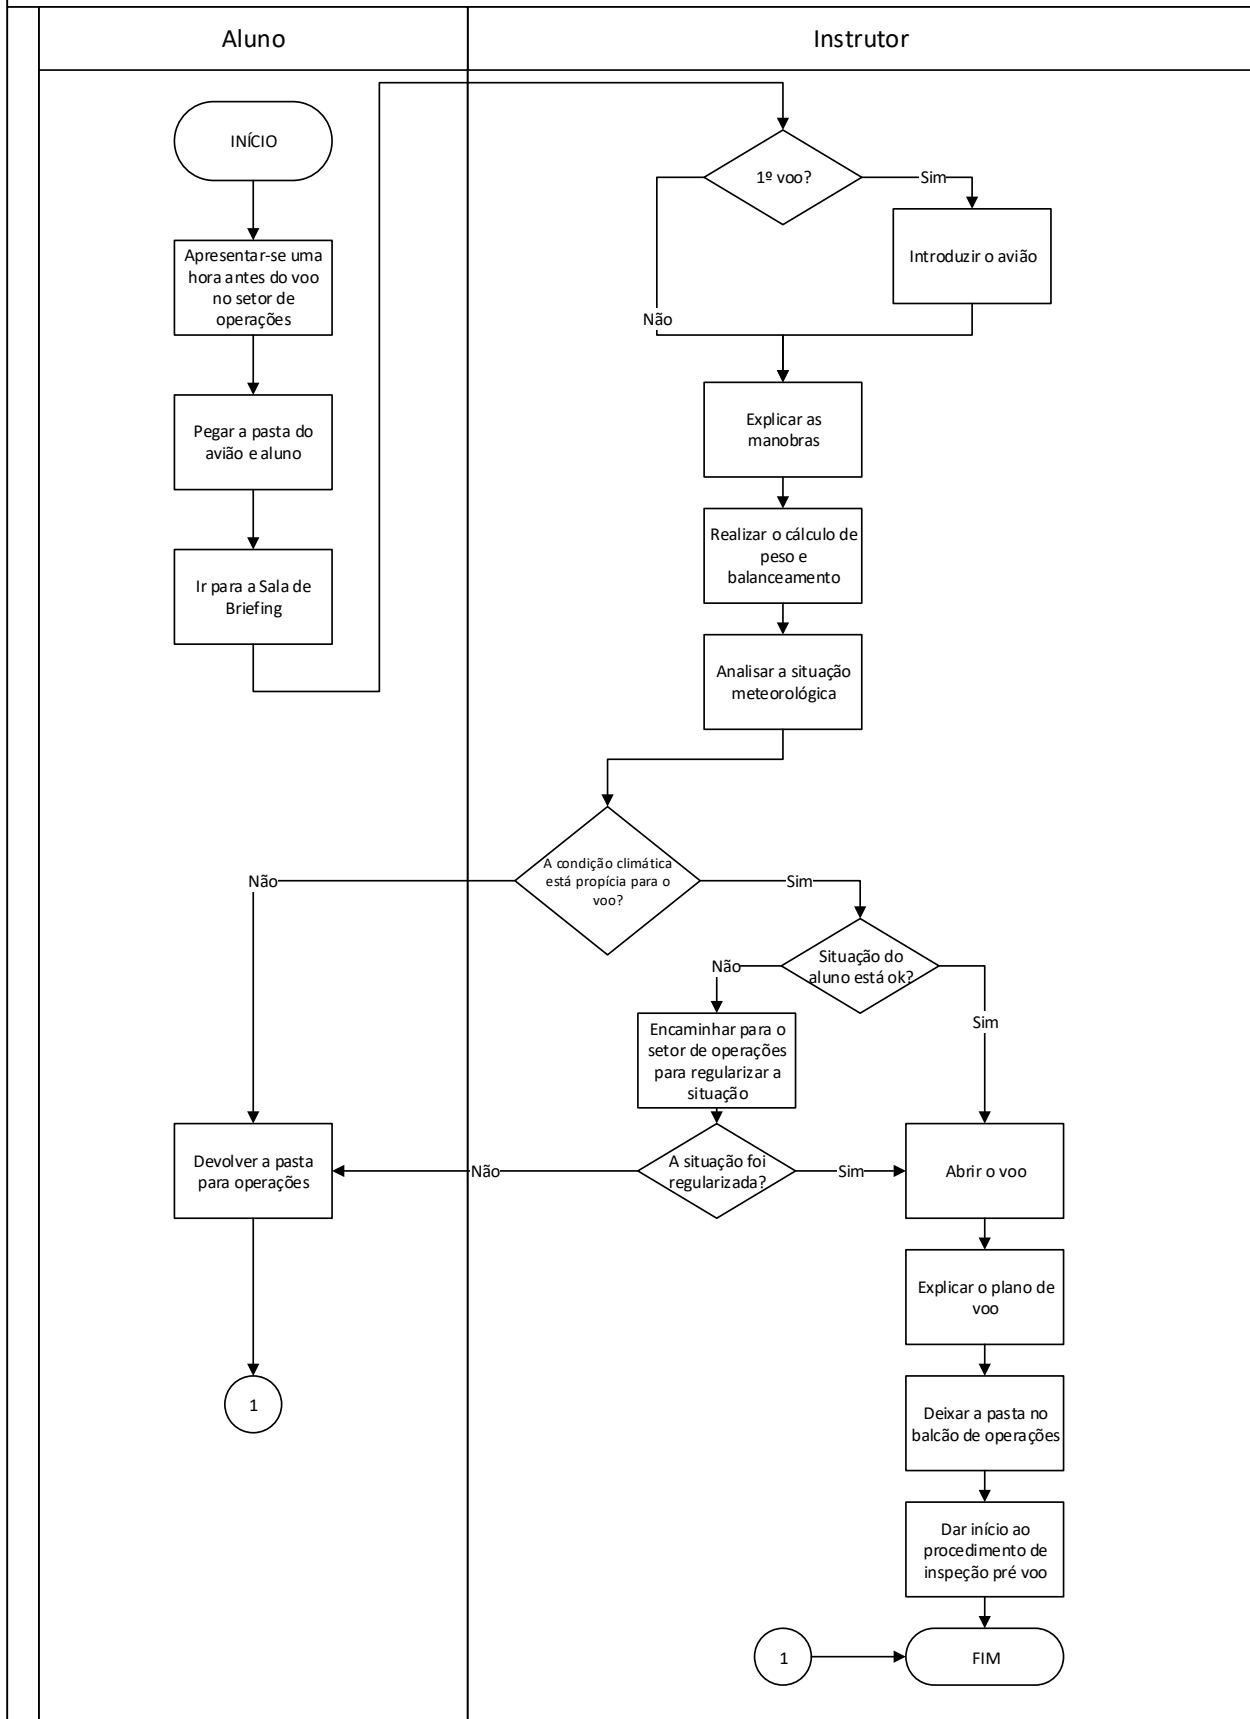 Aluno
Instrutor
INÍCIO
Apresentar-se uma
hora antes do voo
no setor de
operações
Pegar a pasta do
avião e aluno
Ir para a Sala de
Briefing
1º voo?
Sim
Introduzir o avião
Não
Explicar as
manobras
Realizar o cálculo de
peso e
balanceamento
Analisar a situação
meteorológica
A condição climática
está propícia para o
voo?
Não
Sim
Situação do
aluno está ok?
Não
Sim
Encaminhar para o
setor de operações
para regularizar a
situação
A situação foi
regularizada?
Não
Sim
Devolver a pasta
para operações
1
Abrir o voo
Explicar o plano de
voo
Deixar a pasta no
balcão de operações
Dar início ao
procedimento de
inspeção pré voo
1
FIM